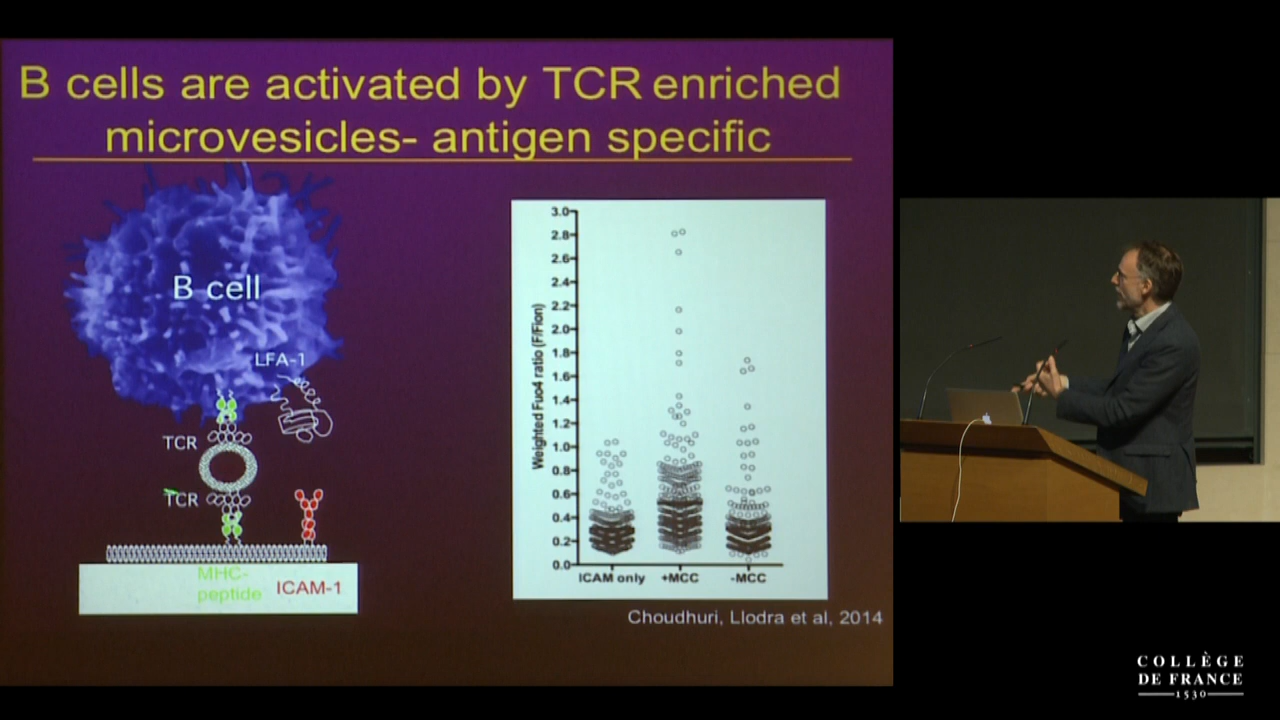 B cells are activated by TCR enriched
microvesicles- antigen specific
B cell
LFA-1
TCR
TCR
MHC-
peptide
ICAM-1
Weighted Fuo4 ratio (F/Fion)
3.0
2.8
2.6
2.4
2.2
2.0
1.8
1.6
1.4
1.2
1.0
0.8
0.6
0.4
0.2
0.0
ICAM only
+MCC
-MCC
Choudhuri, Llodra et al, 2014
COLLÈGE
DE FRANCE
1530